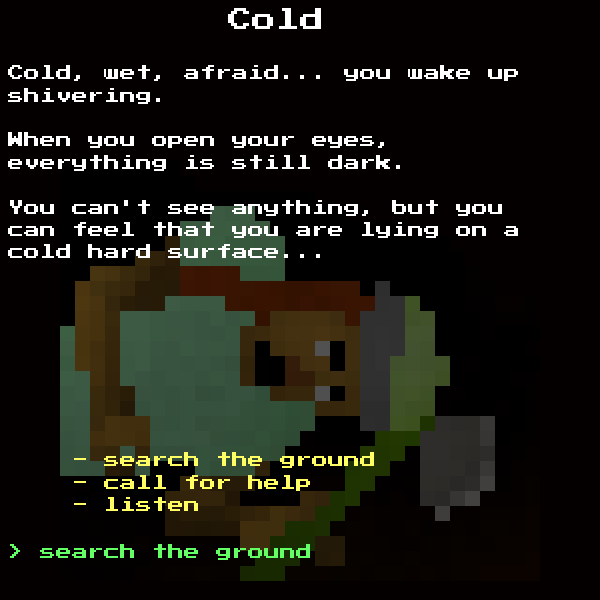 Cold
Cold, wet, afraid... you wake up
shivering.
When you open your eyes,
everything is still dark.
You can't see anything, but you
can feel that you are lying on a
cold hard surface...
- search the ground
- call for help
- listen
> search the ground